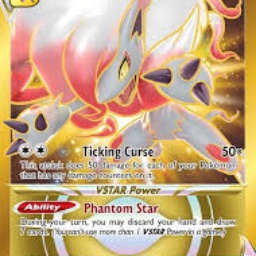 Ticking Curse 50×
This attack does 50 damage for each of your Pokémon
that has any damage counters on it.
VSTAR Power
Ability Phantom Star
During your turn, you may discard your hand and draw
7 cards. (You can't use more than 1 VSTAR Power in a game.)